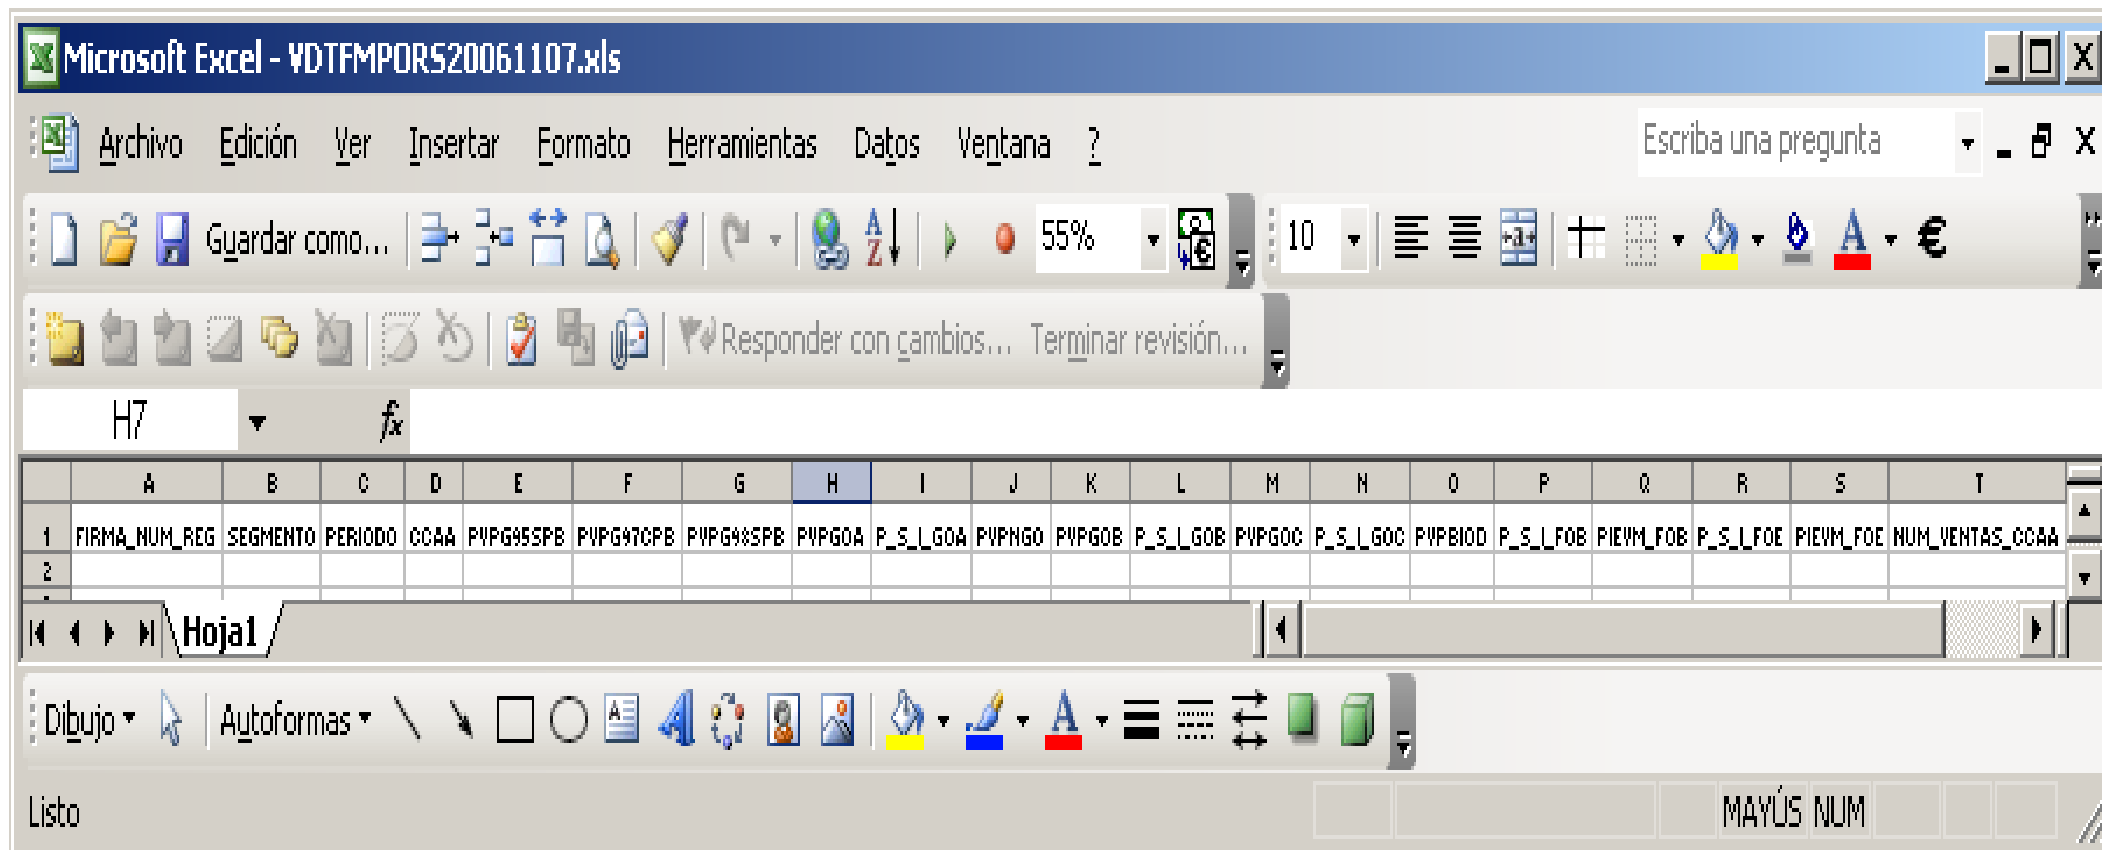 Microsoft Excel - VDTFMPORS20061107.xls
Archivo Edición Ver Insertar Formato Herramientas Datos Ventana ? Escriba una pregunta
Guardar como... 55% 10
Responder con cambios... Terminar revisión...
H7 fx
A B C D E F G H I J K L M N O P Q R S T
1 FIRMA_NUM_REG SEGMENTO PERIODO CCAA PVPG95SPB PVPG97CPB PVPG98SPB PVPGOA P_S_I_GOA PVPNGO PVPGOB P_S_I_GOB PVPGOC P_S_I_GOC PVPBIOD P_S_I_FOB PIEVM_FOB P_S_I_FOE PIEVM_FOE NUM_VENTAS_CCAA
2
Hoja1
Dibujo Autoformas
Listo MAYÚS NUM